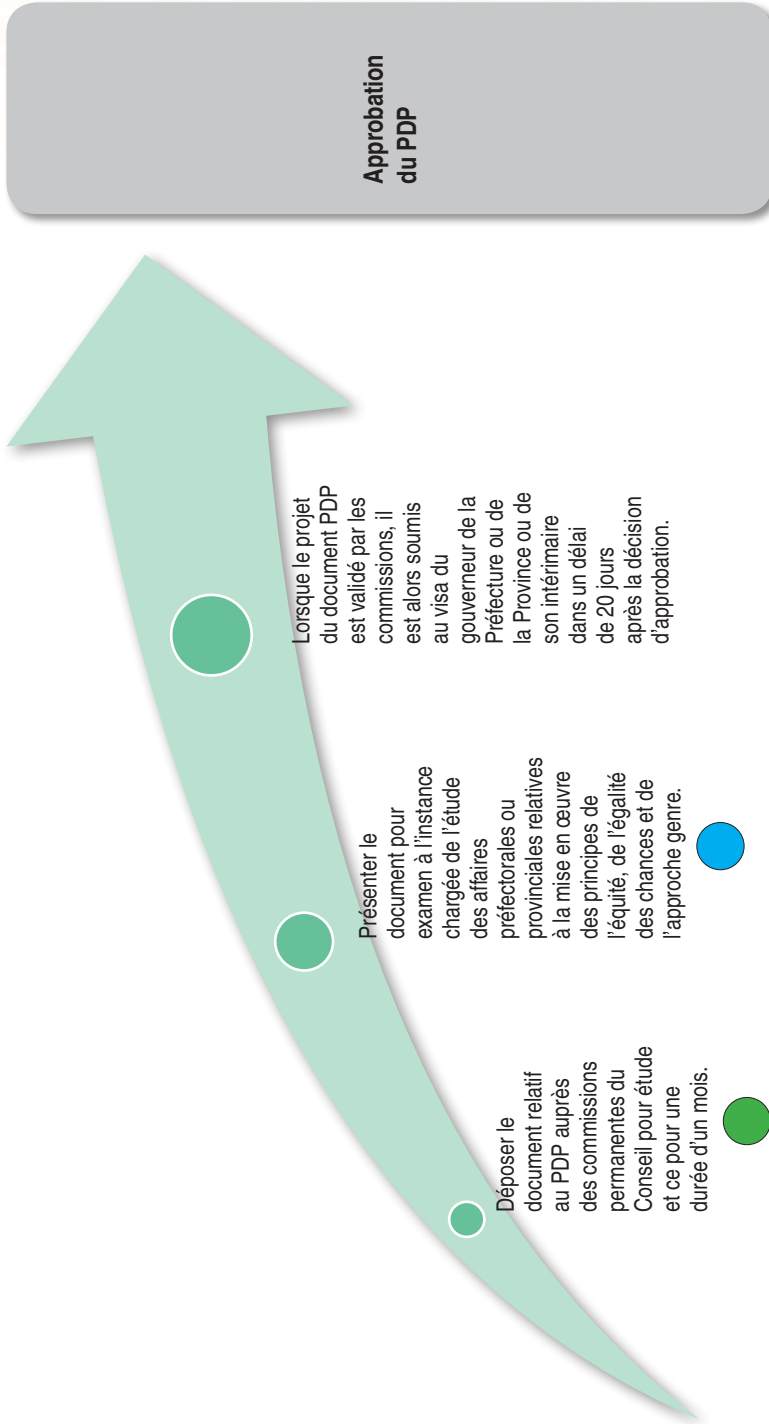 Approbation
du PDP
Déposer le
document relatif
au PDP auprès
des commissions
permanentes du
Conseil pour étude
et ce pour une
durée d'un mois.
Présenter le
document pour
examen à l'instance
chargée de l'étude
des affaires
préfectorales ou
provinciales relatives
à la mise en œuvre
des principes de
l'équité, de l'égalité
des chances et de
l'approche genre.
Lorsque le projet
du document PDP
est validé par les
commissions, il
est alors soumis
au visa du
gouverneur de la
Préfecture ou de
la Province ou de
son intérimaire
dans un délai
de 20 jours
après la décision
d'approbation.